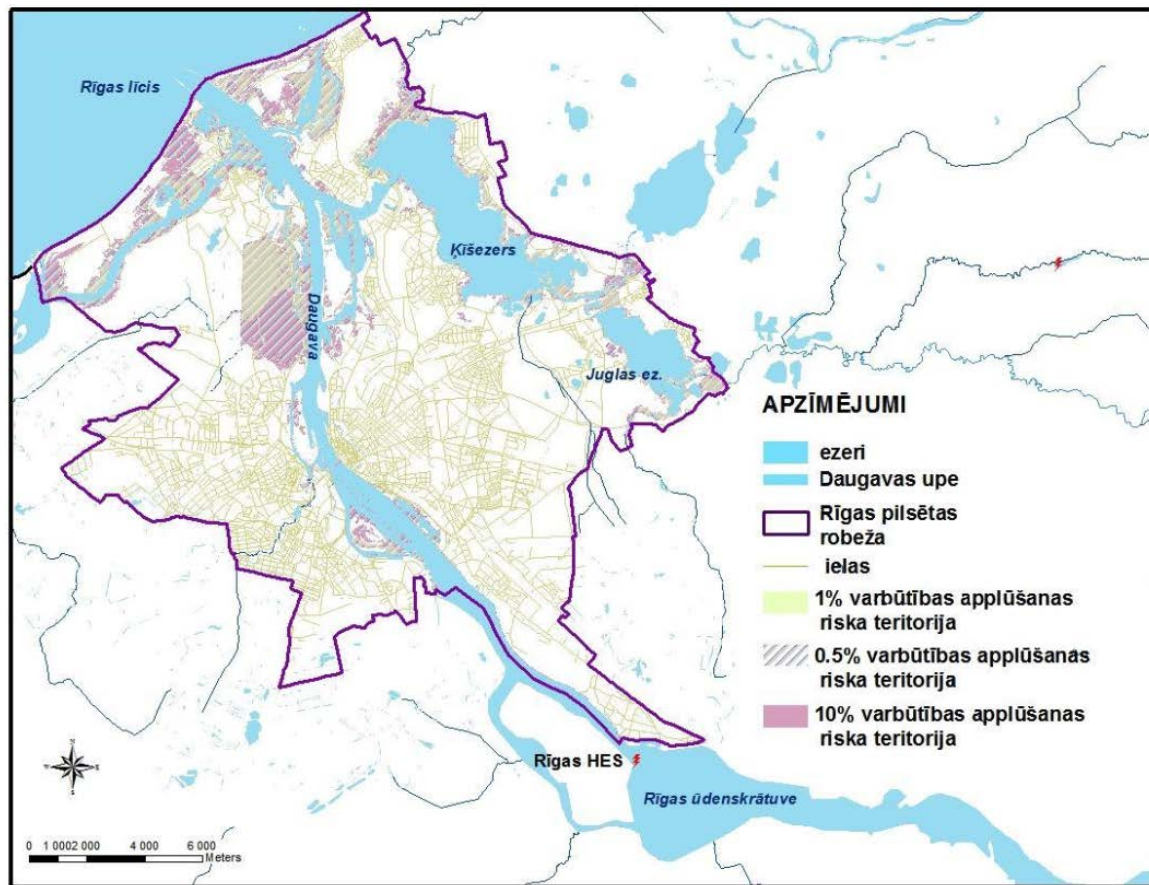 Rīgas līcis
Ķīšezers
Daugava
Juglas ez.
APZĪMĒJUMI
ezeri
Daugavas upe
Rīgas pilsētas
robeža
ielas
1% varbūtības applūšanas
riska teritorija
0.5% varbūtības applūšanas
riska teritorija
10% varbūtības applūšanas
riska teritorija
Rīgas HES
Rīgas ūdenskrātuve
0 1 0002 000 4 000 6 000
Meters